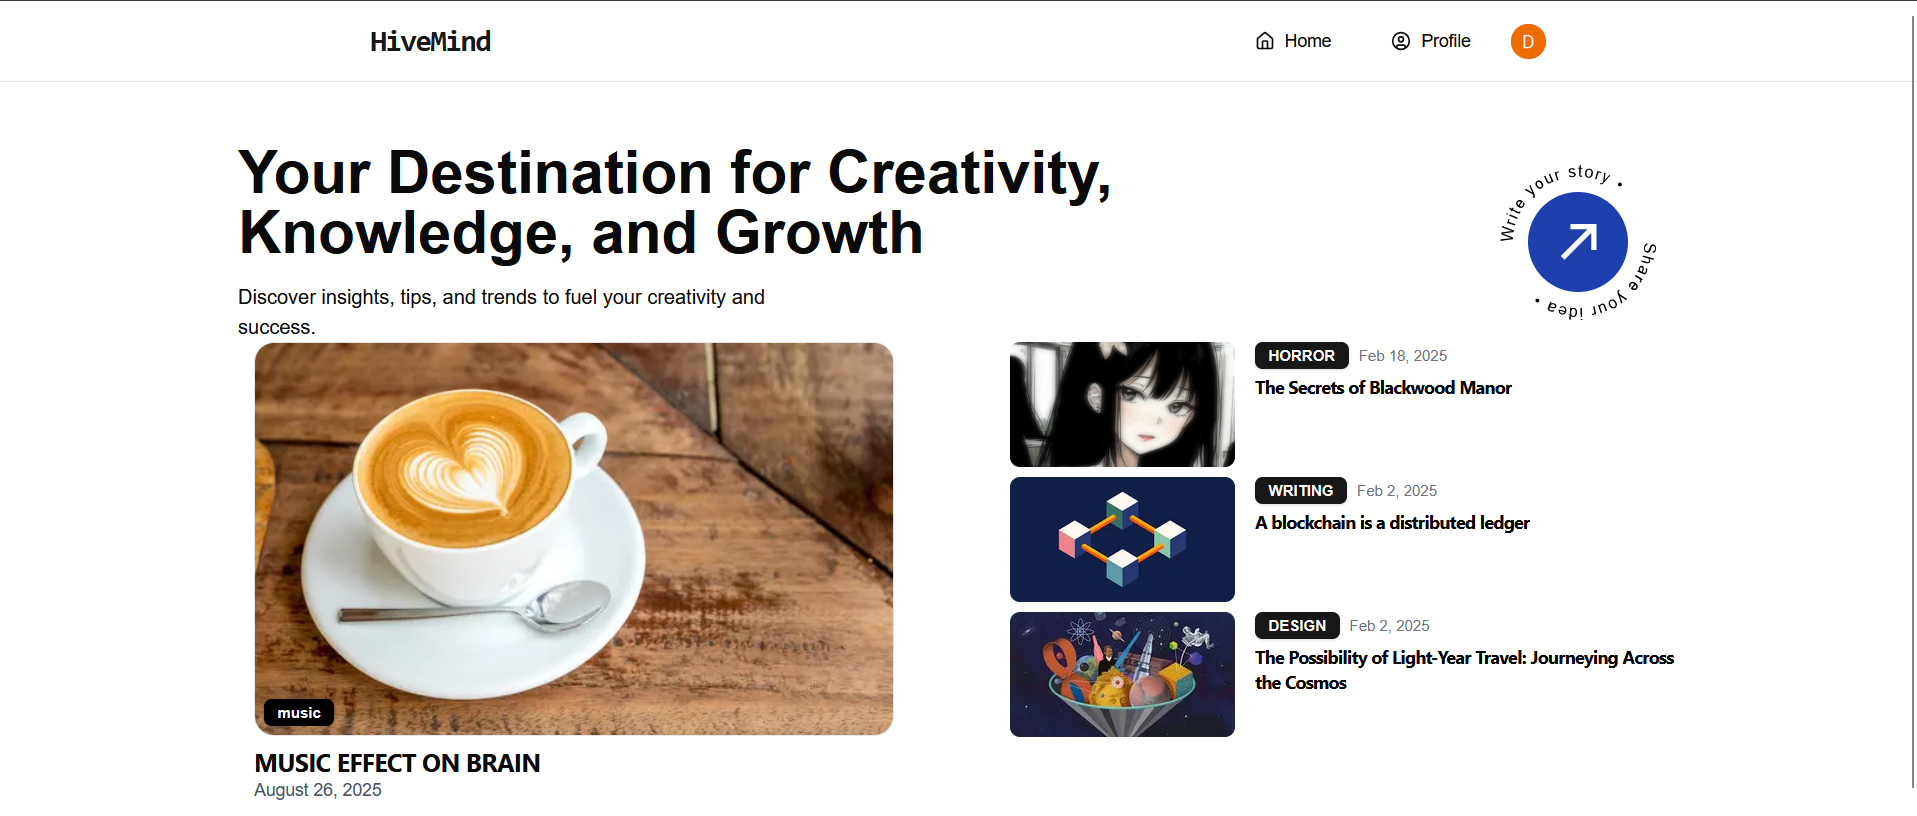 HiveMind
Home
Profile
D
Your Destination for Creativity,
Knowledge, and Growth
Discover insights, tips, and trends to fuel your creativity and
success.
Write your story •
Share your idea •
music
MUSIC EFFECT ON BRAIN
August 26, 2025
HORROR Feb 18, 2025
The Secrets of Blackwood Manor
WRITING Feb 2, 2025
A blockchain is a distributed ledger
DESIGN Feb 2, 2025
The Possibility of Light-Year Travel: Journeying Across
the Cosmos